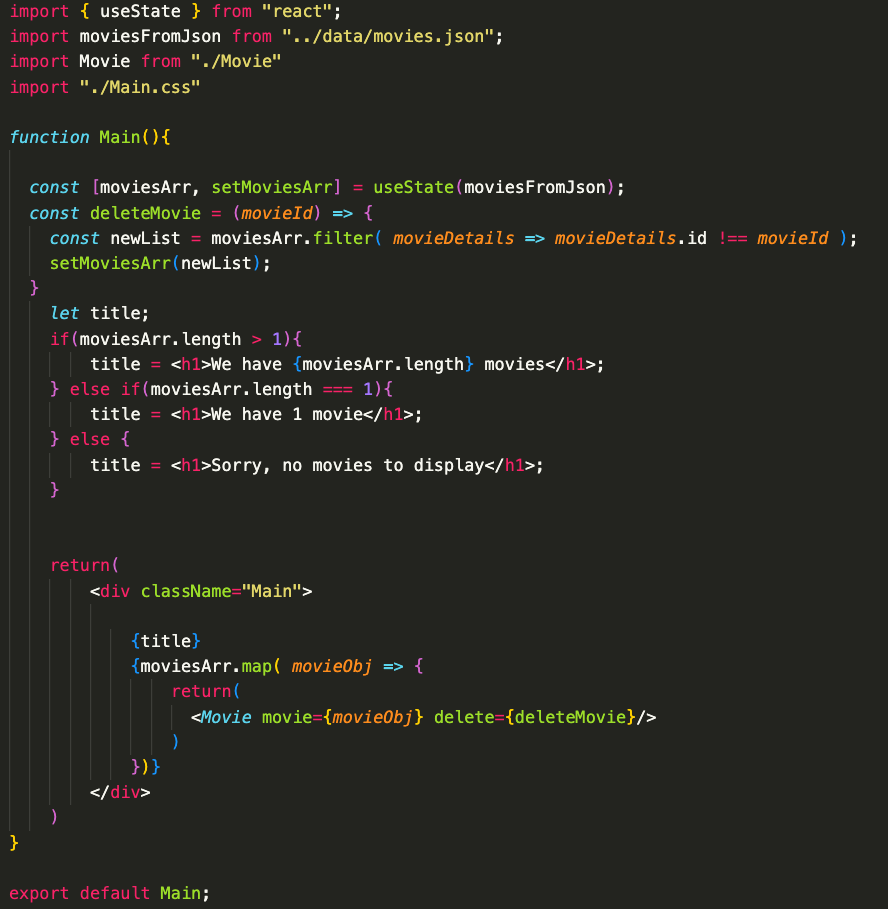 import { useState } from "react";
import moviesFromJson from "../data/movies.json";
import Movie from "./Movie"
import "./Main.css"
function Main(){
const [moviesArr, setMoviesArr] = useState(moviesFromJson);
const deleteMovie = (movieId) => {
const newList = moviesArr.filter( movieDetails => movieDetails.id !== movieId );
setMoviesArr(newList);
}
let title;
if(moviesArr.length > 1){
title = <h1>We have {moviesArr.length} movies</h1>;
} else if(moviesArr.length === 1){
title = <h1>We have 1 movie</h1>;
} else {
title = <h1>Sorry, no movies to display</h1>;
}
return(
<div className="Main">
{title}
{moviesArr.map( movieObj => {
return(
<Movie movie={movieObj} delete={deleteMovie}/>
)
})}
</div>
)
}
export default Main;